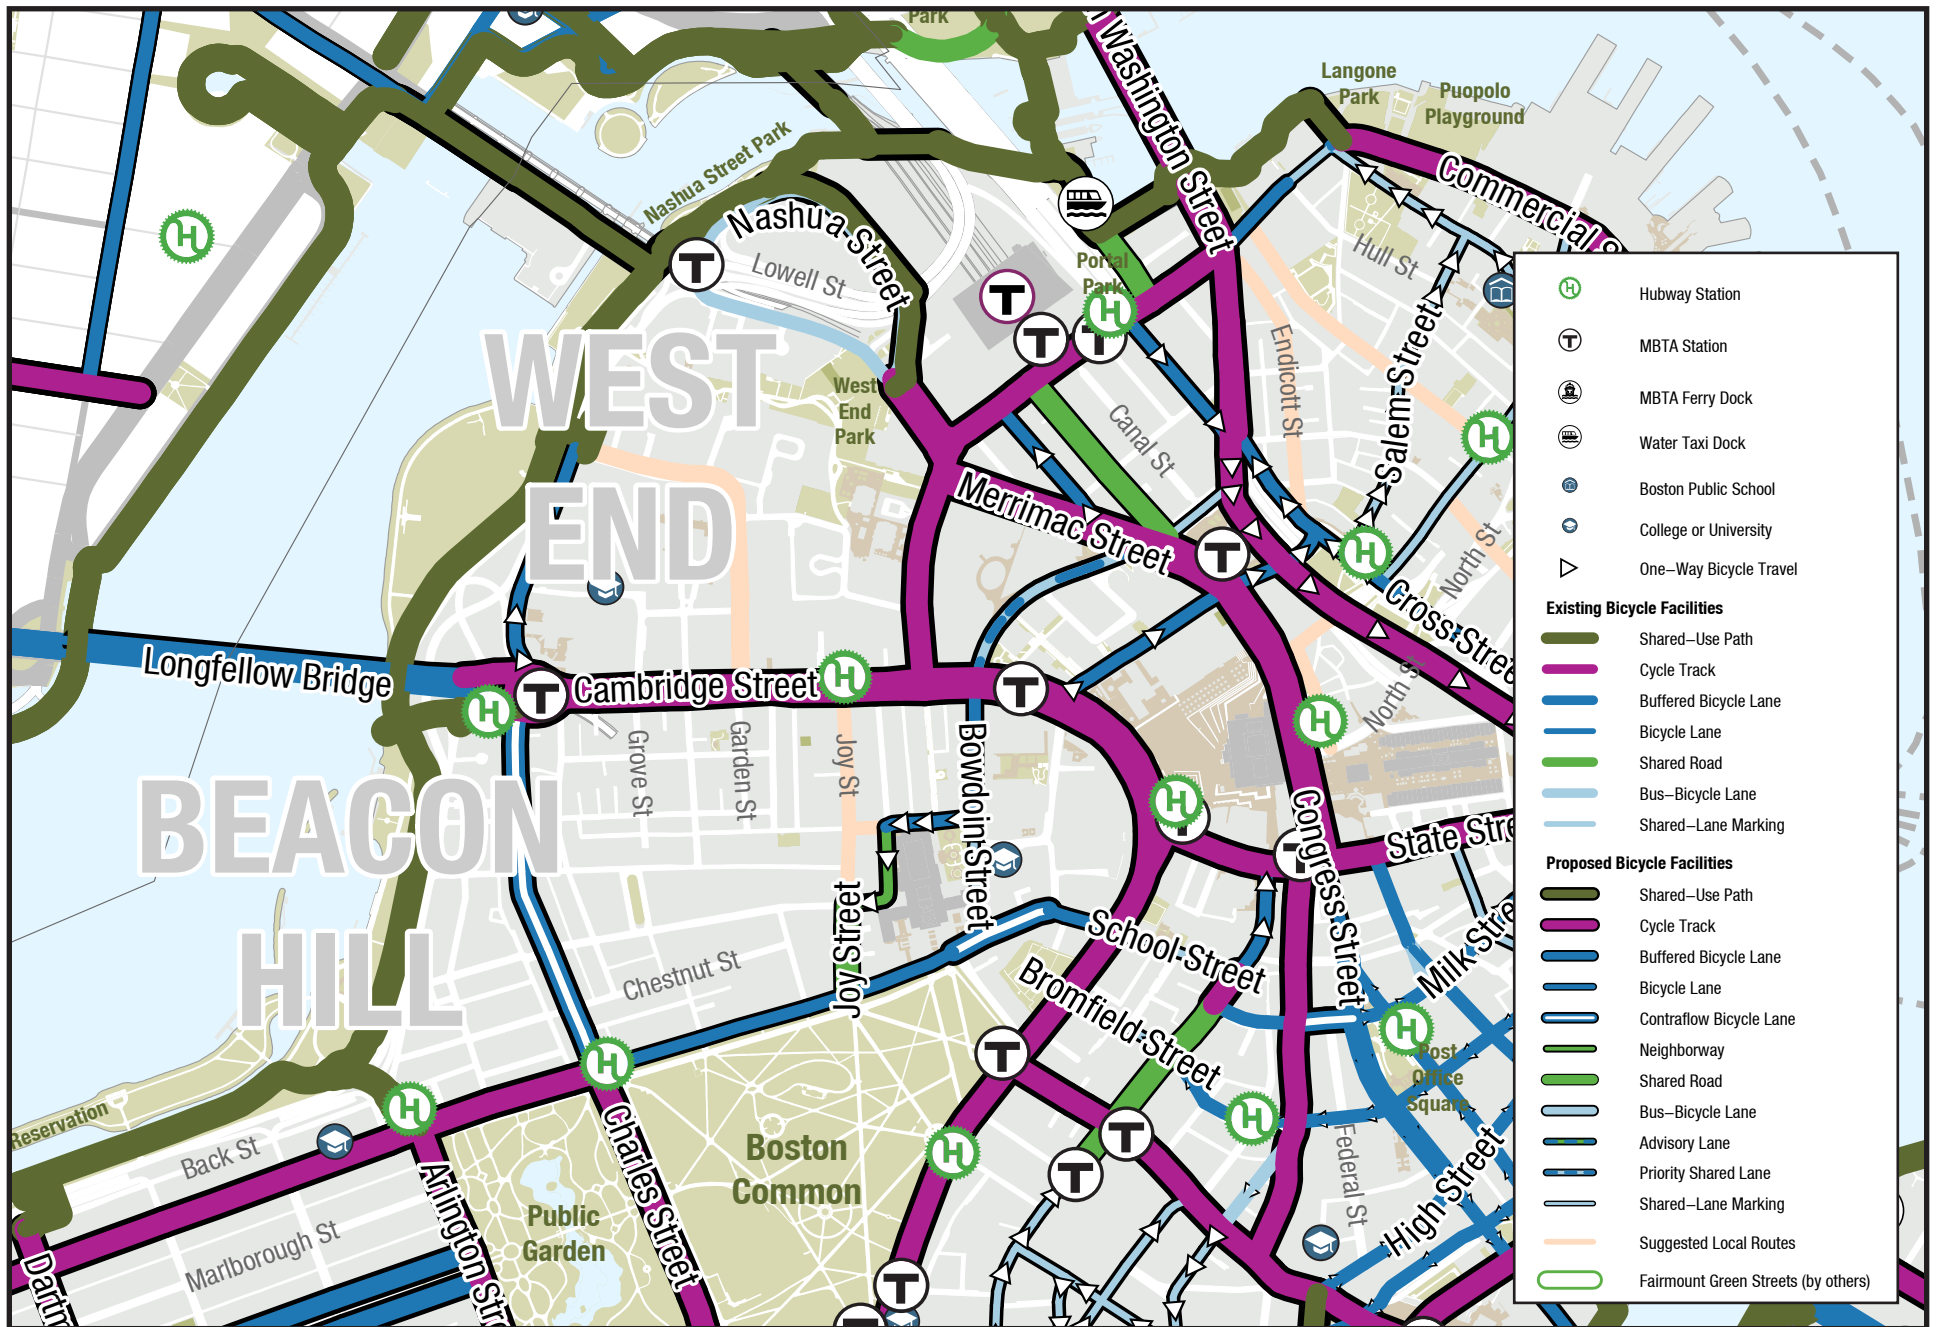 Park
Washington Street
Langone
Park
Puopolo
Playground
Commercial S
Nashua Street Park
Nashua Street
Lowell St
Hull St
Portal
Park
T
T
T
T
H
H
WEST
END
West
End
Park
Endicott St
Salem Street
Canal St
H
Merrimac Street
T
H
North St
Cross Stree
Longfellow Bridge
H
T
Cambridge Street
H
T
H
North St
Grove St
Garden St
Joy St
Bowdoin Street
BEACON
HILL
H
T
T
Congress Street
State Stre
Milk Stre
Joy Street
Chestnut St
School Street
Bromfield Street
T
H
Post
Office
Square
H
H
H
T
H
T
Reservation
Back St
Marlborough St
Arlington Stre
Charles Street
Boston
Common
Public
Garden
Federal St
High Street
Dartm
T
T
H
Hubway Station
T
MBTA Station
MBTA Ferry Dock
Water Taxi Dock
Boston Public School
College or University
One–Way Bicycle Travel
Existing Bicycle Facilities
Shared–Use Path
Cycle Track
Buffered Bicycle Lane
Bicycle Lane
Shared Road
Bus–Bicycle Lane
Shared–Lane Marking
Proposed Bicycle Facilities
Shared–Use Path
Cycle Track
Buffered Bicycle Lane
Bicycle Lane
Contraflow Bicycle Lane
Neighborway
Shared Road
Bus–Bicycle Lane
Advisory Lane
Priority Shared Lane
Shared–Lane Marking
Suggested Local Routes
Fairmount Green Streets (by others)